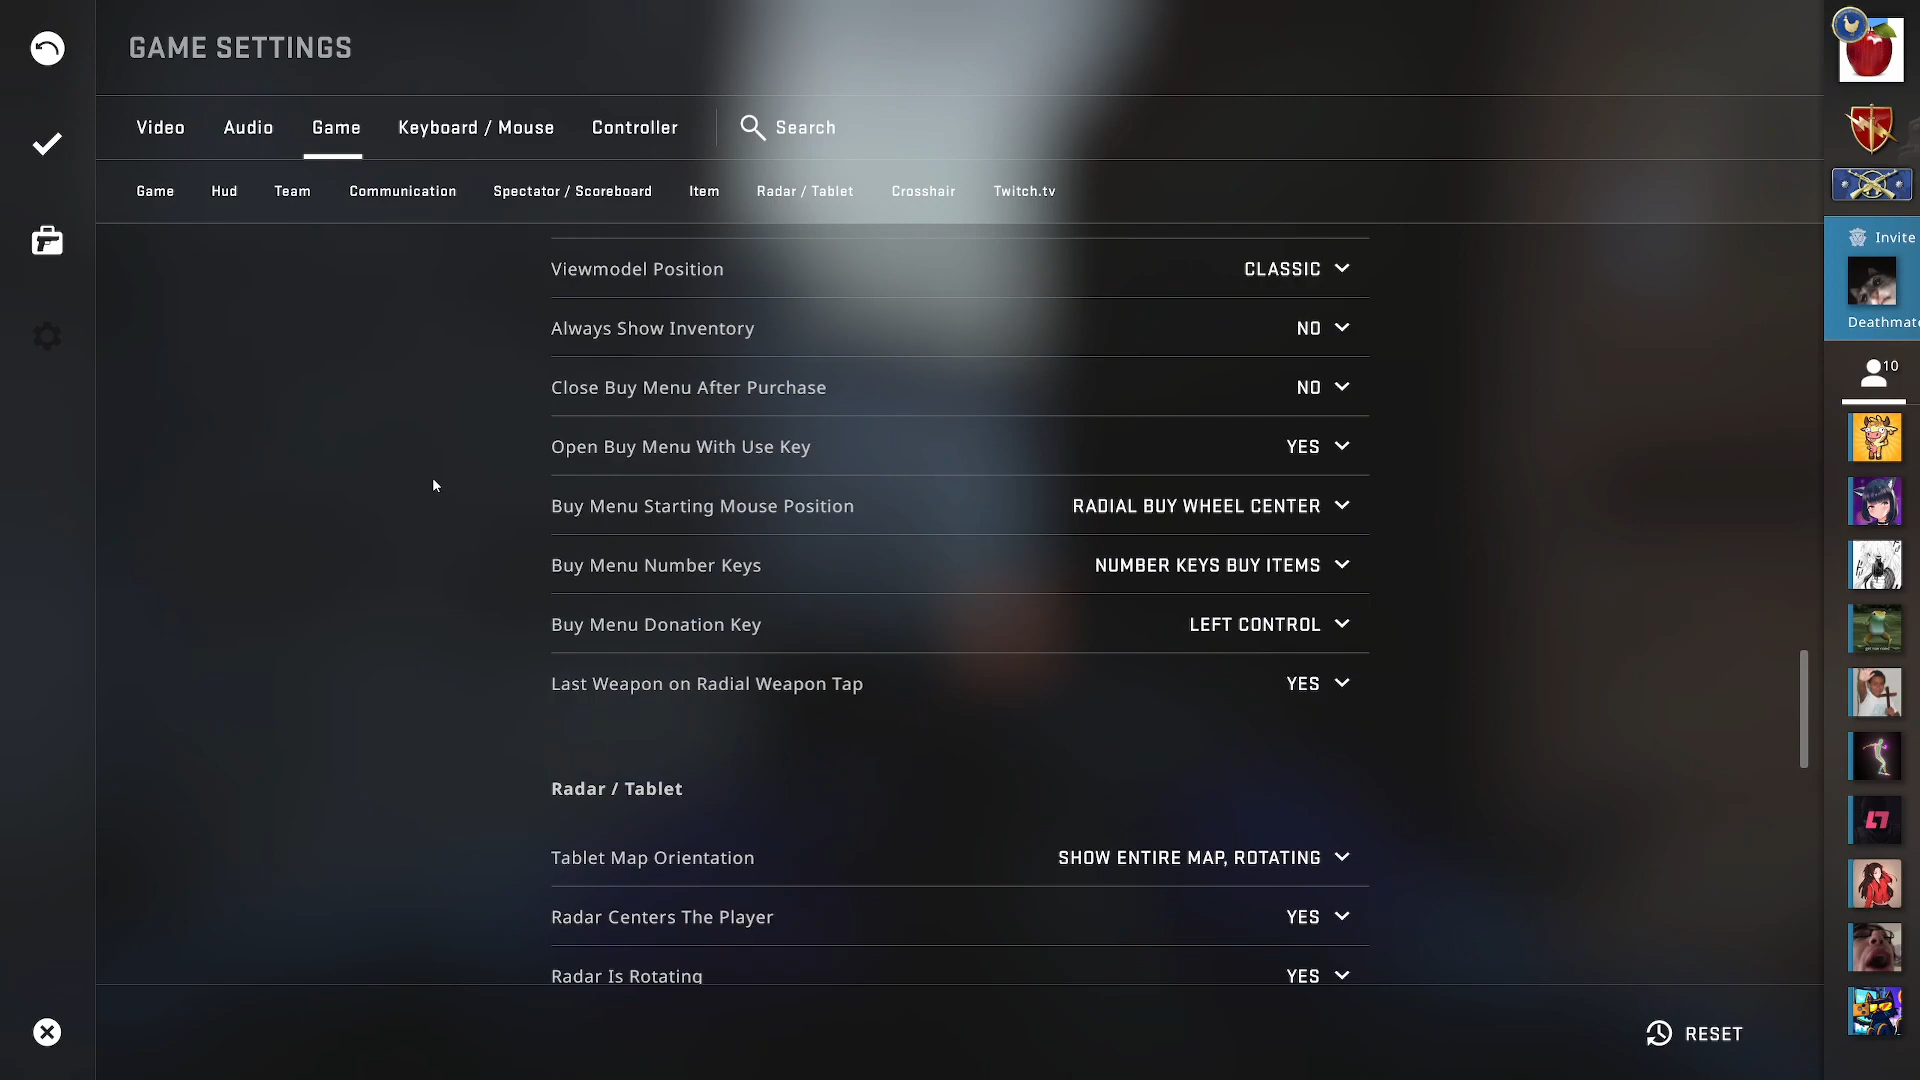 GAME SETTINGS
Video Audio Game Keyboard / Mouse Controller Search
Game Hud Team Communication Spectator / Scoreboard Item Radar / Tablet Crosshair Twitch.tv
Viewmodel Position CLASSIC
Always Show Inventory NO
Close Buy Menu After Purchase NO
Open Buy Menu With Use Key YES
Buy Menu Starting Mouse Position RADIAL BUY WHEEL CENTER
Buy Menu Number Keys NUMBER KEYS BUY ITEMS
Buy Menu Donation Key LEFT CONTROL
Last Weapon on Radial Weapon Tap YES
Radar / Tablet
Tablet Map Orientation SHOW ENTIRE MAP, ROTATING
Radar Centers The Player YES
Radar Is Rotating YES
RESET
Invite
Deathmat
10